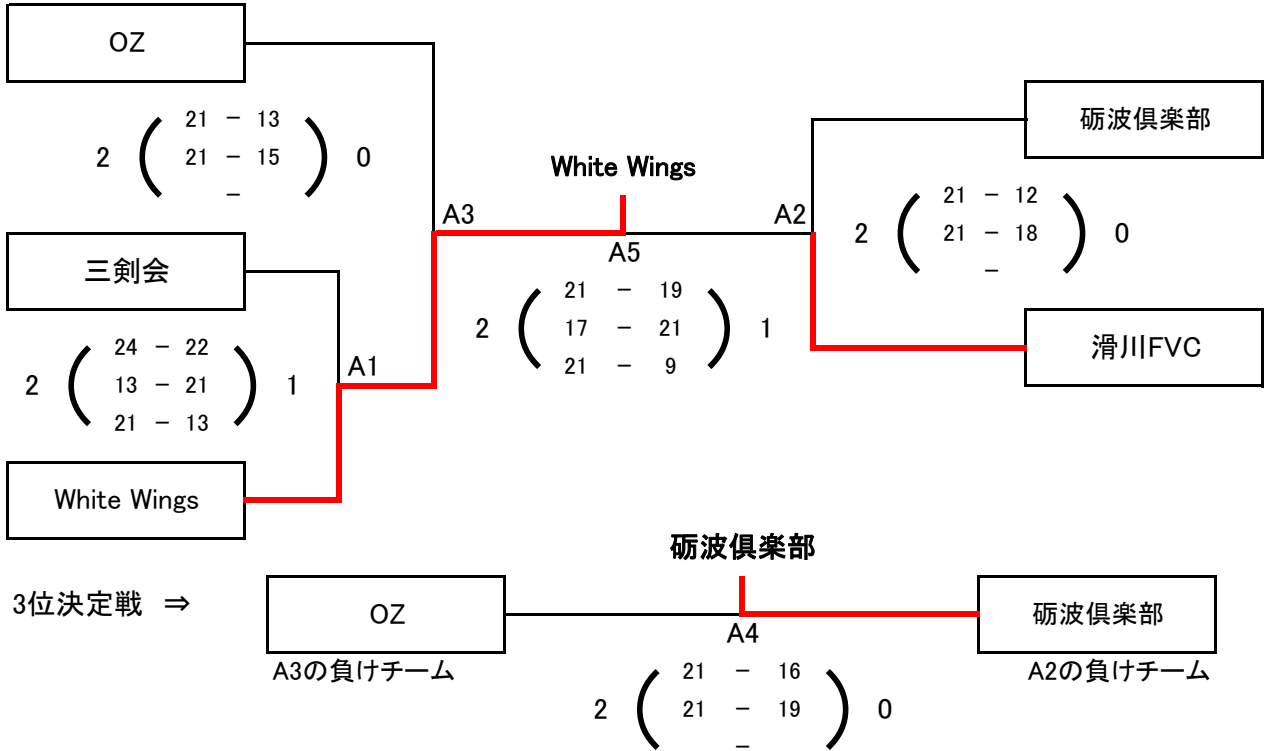 OZ
21 － 13
2 ( 21 － 15 ) 0
－
砺波倶楽部
White Wings
A3
A2
21 － 12
2 ( 21 － 18 ) 0
－
A5
三剣会
21 － 19
2 ( 17 － 21 ) 1
21 － 9
滑川FVC
A1
24 － 22
2 ( 13 － 21 ) 1
21 － 13
White Wings
砺波倶楽部
3位決定戦 ⇒
OZ
砺波倶楽部
A4
A3の負けチーム
A2の負けチーム
21 － 16
2 ( 21 － 19 ) 0
－